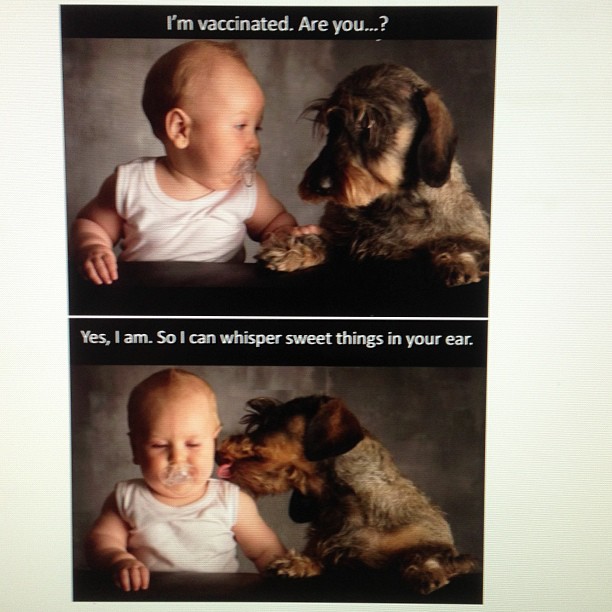 I'm vaccinated. Are you...?
Yes, I am. So I can whisper sweet things in your ear.